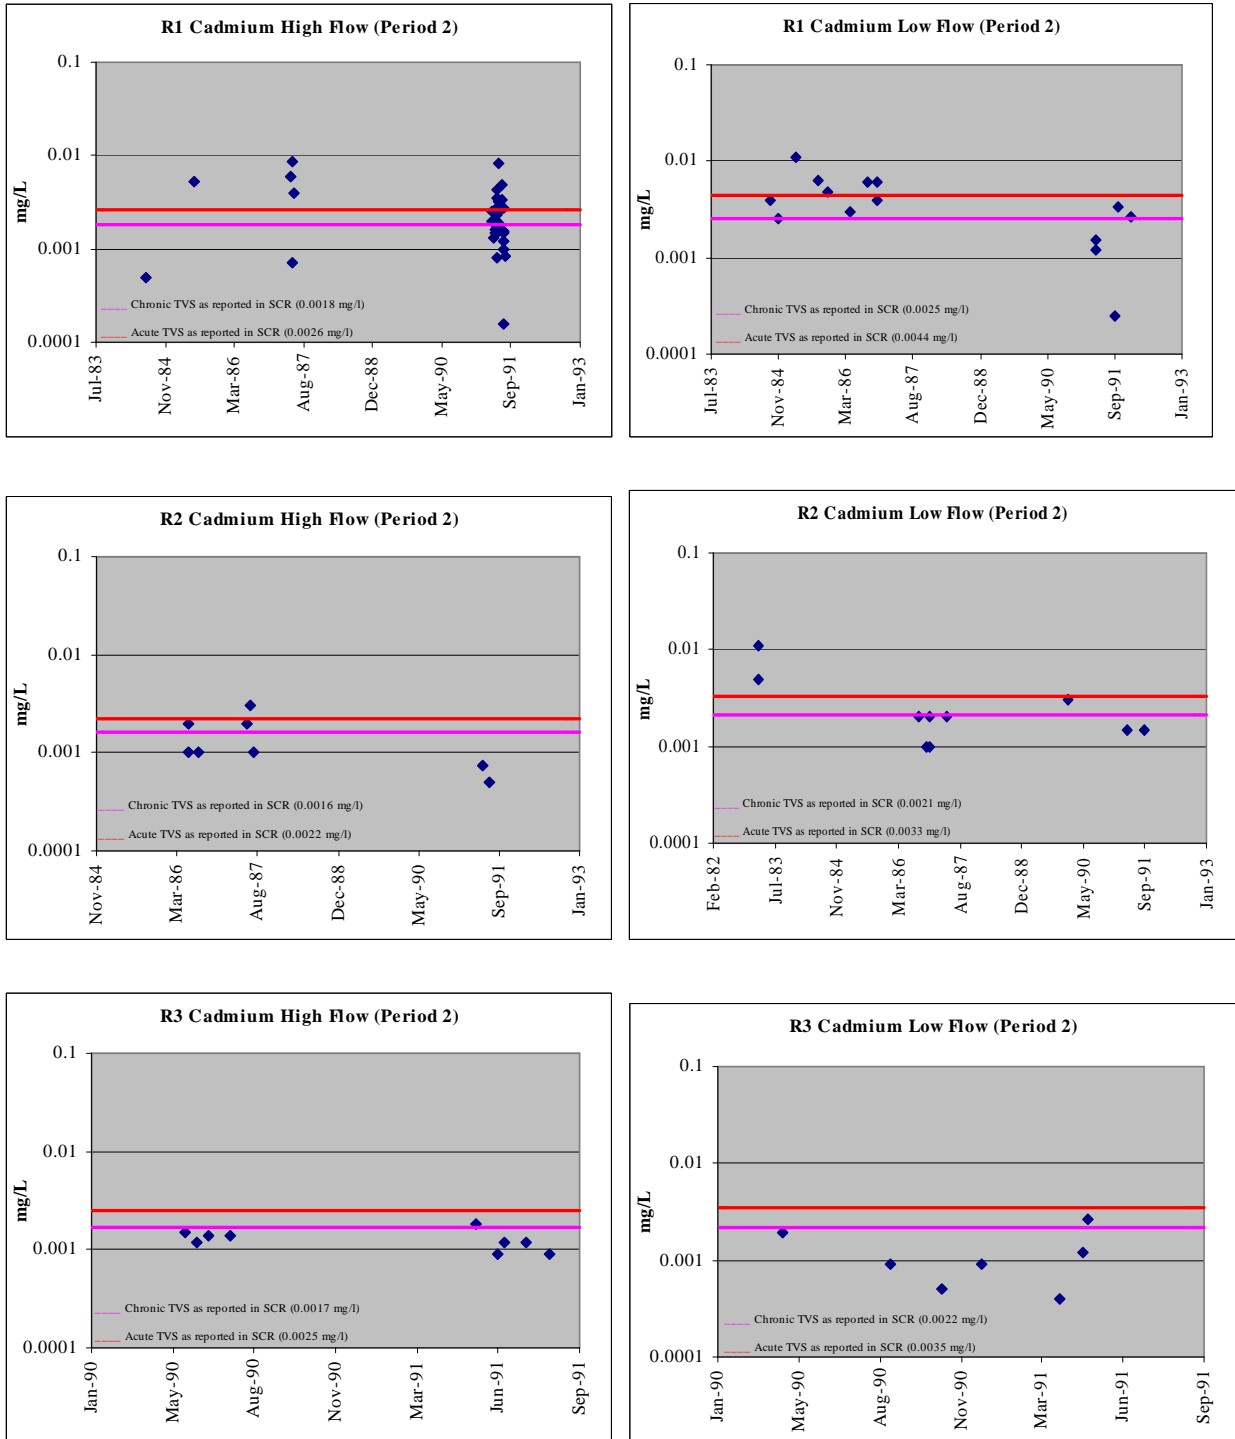 R1 Cadmium High Flow (Period 2)
mg/L
0.1
0.01
0.001
0.0001
Chronic TVS as reported in SCR (0.0018 mg/l)
Acute TVS as reported in SCR (0.0026 mg/l)
Jul-83
Nov-84
Mar-86
Aug-87
Dec-88
May-90
Sep-91
Jan-93
R1 Cadmium Low Flow (Period 2)
mg/L
0.1
0.01
0.001
0.0001
Chronic TVS as reported in SCR (0.0025 mg/l)
Acute TVS as reported in SCR (0.0044 mg/l)
Jul-83
Nov-84
Mar-86
Aug-87
Dec-88
May-90
Sep-91
Jan-93
R2 Cadmium High Flow (Period 2)
mg/L
0.1
0.01
0.001
0.0001
Chronic TVS as reported in SCR (0.0016 mg/l)
Acute TVS as reported in SCR (0.0022 mg/l)
Nov-84
Mar-86
Aug-87
Dec-88
May-90
Sep-91
Jan-93
R2 Cadmium Low Flow (Period 2)
mg/L
0.1
0.01
0.001
0.0001
Chronic TVS as reported in SCR (0.0021 mg/l)
Acute TVS as reported in SCR (0.0033 mg/l)
Feb-82
Jul-83
Nov-84
Mar-86
Aug-87
Dec-88
May-90
Sep-91
Jan-93
R3 Cadmium High Flow (Period 2)
mg/L
0.1
0.01
0.001
0.0001
Chronic TVS as reported in SCR (0.0017 mg/l)
Acute TVS as reported in SCR (0.0025 mg/l)
Jan-90
May-90
Aug-90
Nov-90
Mar-91
Jun-91
Sep-91
R3 Cadmium Low Flow (Period 2)
mg/L
0.1
0.01
0.001
0.0001
Chronic TVS as reported in SCR (0.0022 mg/l)
Acute TVS as reported in SCR (0.0035 mg/l)
Jan-90
May-90
Aug-90
Nov-90
Mar-91
Jun-91
Sep-91